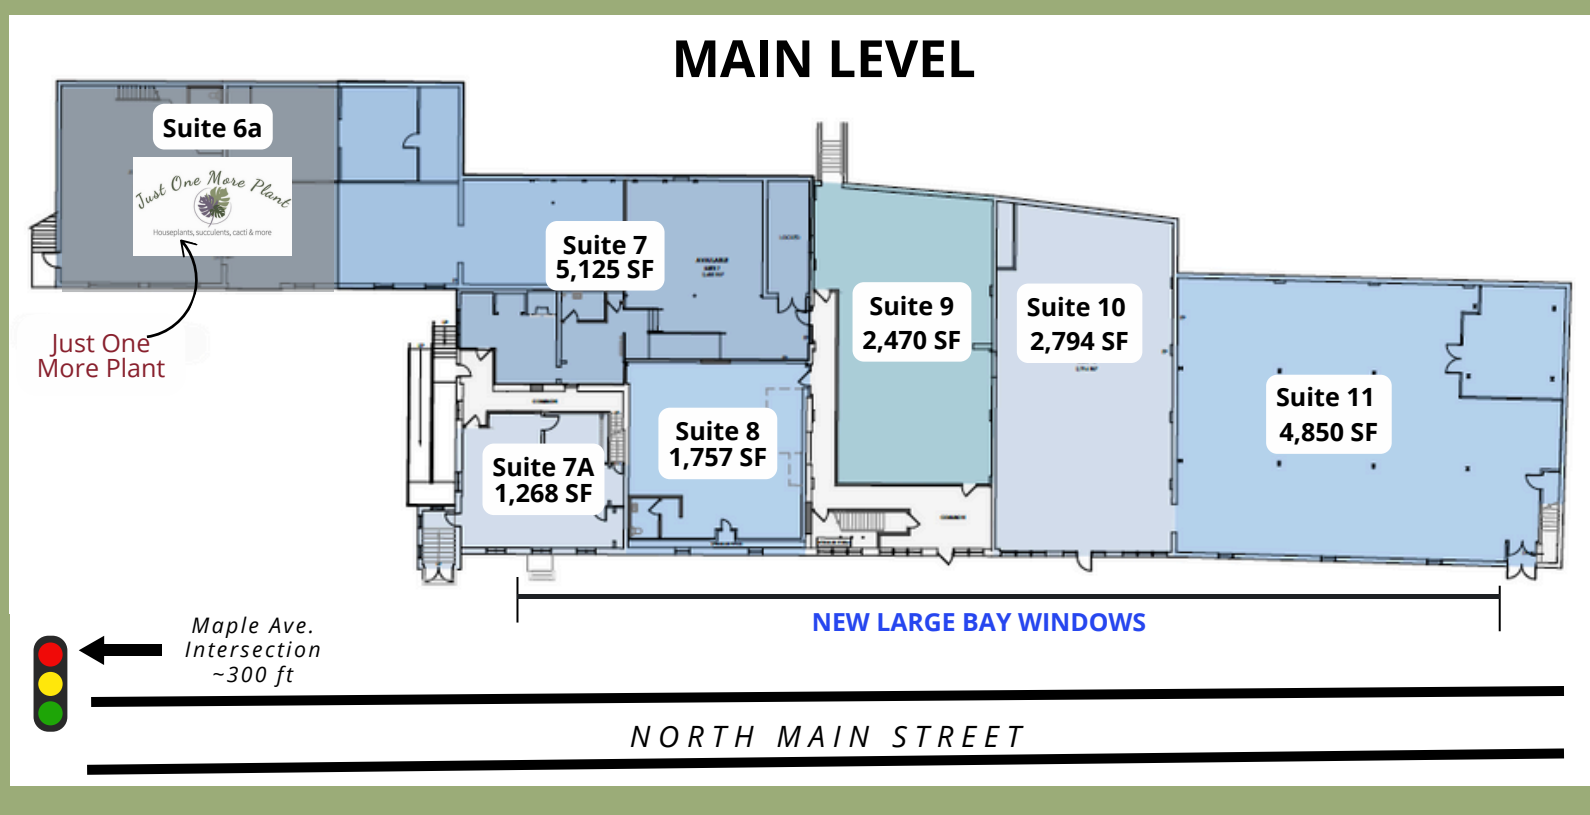 MAIN LEVEL
Suite 6a
Just One More Plant
Houseplants, succulents, cacti & more
Just One
More Plant
Suite 7
5,125 SF
AVAILABLE
Suite 7A
1,268 SF
Suite 8
1,757 SF
Suite 9
2,470 SF
Suite 10
2,794 SF
Suite 11
4,850 SF
COMMON
COMMON
NEW LARGE BAY WINDOWS
Maple Ave.
Intersection
~300 ft
NORTH MAIN STREET